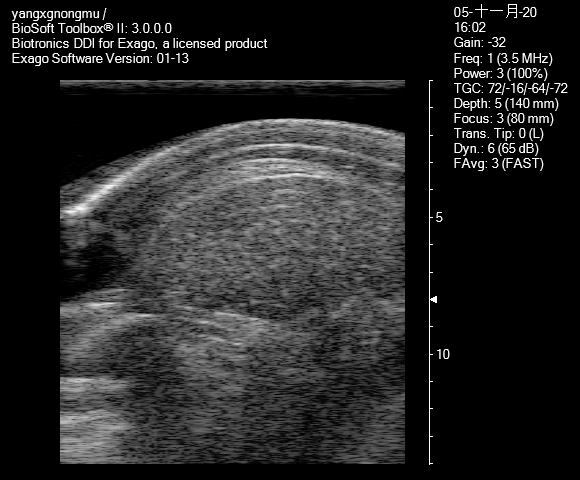 yangxgnongmu /
BioSoft Toolbox® II: 3.0.0.0
Biotronics DDI for Exago, a licensed product
Exago Software Version: 01-13
05-十一月-20
16:02
Gain: -32
Freq: 1 (3.5 MHz)
Power: 3 (100%)
TGC: 72/-16/-64/-72
Depth: 5 (140 mm)
Focus: 3 (80 mm)
Trans. Tip: 0 (L)
Dyn.: 6 (65 dB)
FAvg: 3 (FAST)
5
10